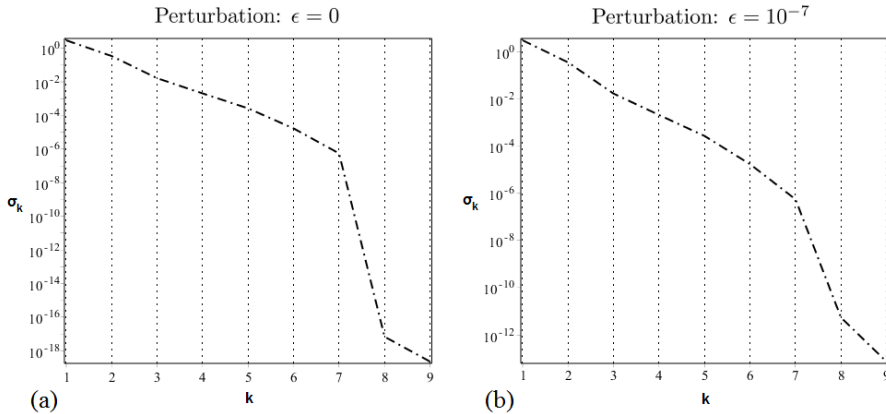 Perturbation: ϵ = 0
10⁰
10⁻²
10⁻⁴
10⁻⁶
10⁻⁸
10⁻¹⁰
10⁻¹²
10⁻¹⁴
10⁻¹⁶
10⁻¹⁸
σₖ
1 2 3 4 5 6 7 8 9
k
(a)
Perturbation: ϵ = 10⁻⁷
10⁰
10⁻²
10⁻⁴
10⁻⁶
10⁻⁸
10⁻¹⁰
10⁻¹²
σₖ
1 2 3 4 5 6 7 8 9
k
(b)